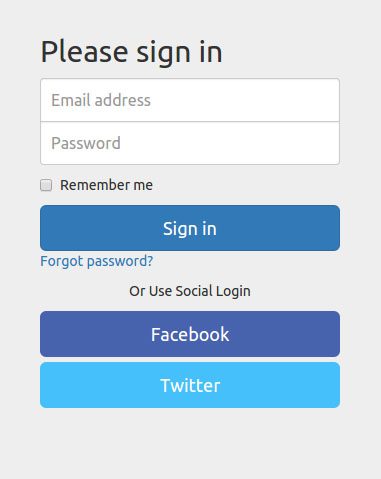 Please sign in
Email address
Password
Remember me
Sign in
Forgot password?
Or Use Social Login
Facebook
Twitter